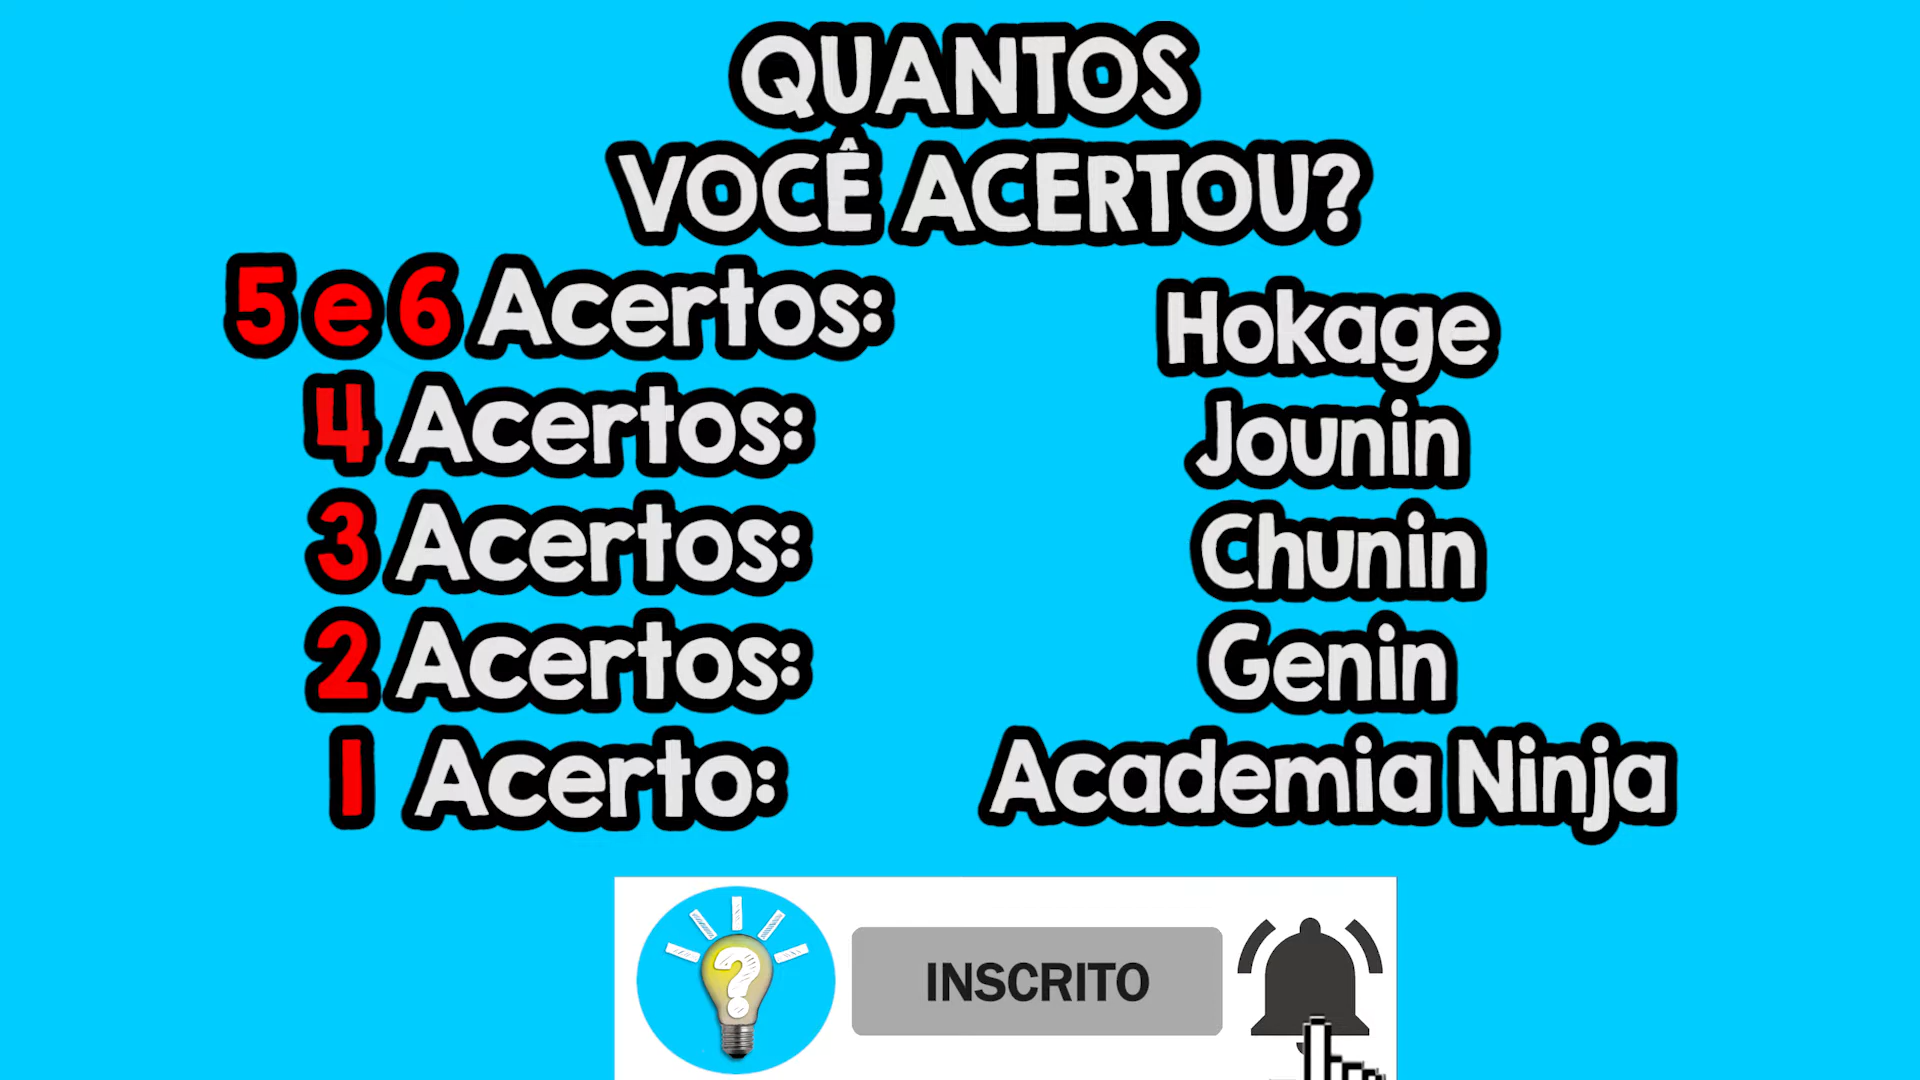 QUANTOS
VOCÊ ACERTOU?
5 e 6 Acertos: Hokage
4 Acertos: Jounin
3 Acertos: Chunin
2 Acertos: Genin
1 Acerto: Academia Ninja
?
INSCRITO